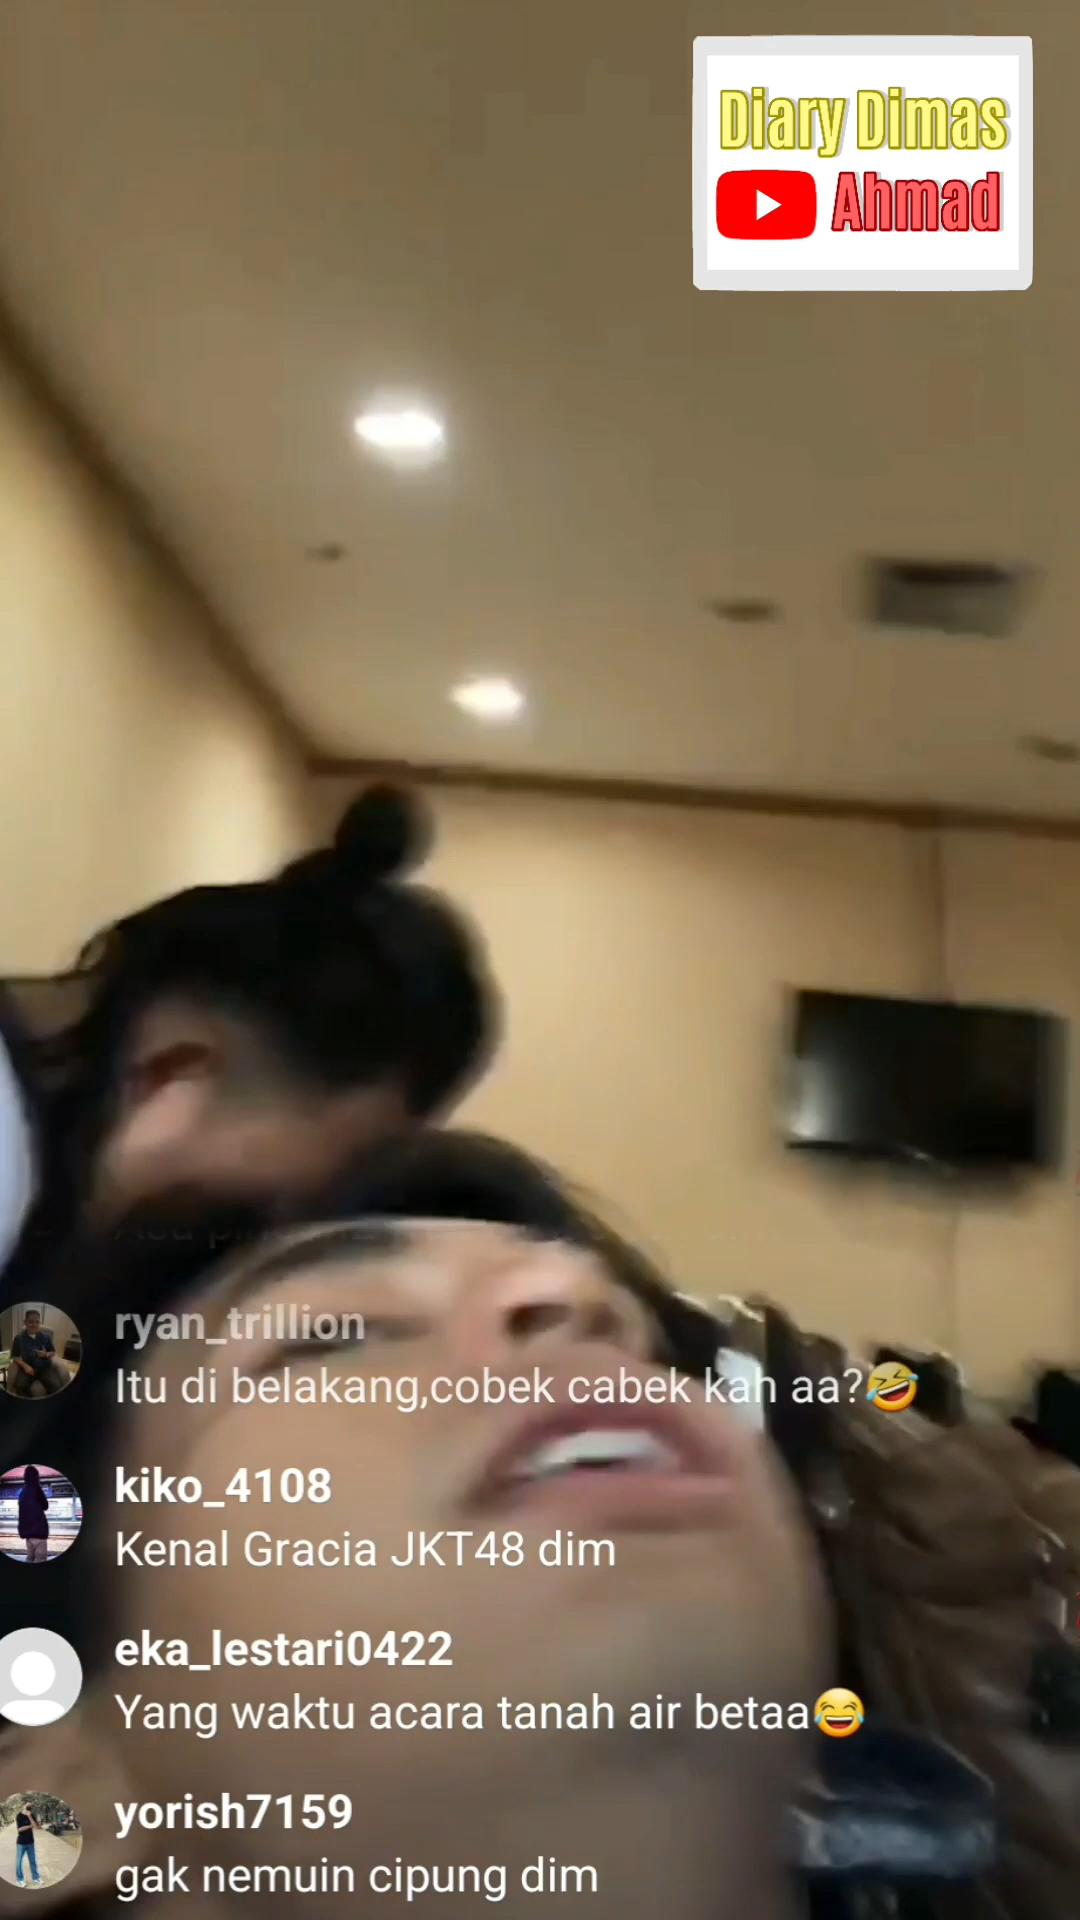 Diary Dimas
Ahmad
ryan_trillion
Itu di belakang,cobek cabek kah aa?🤣
kiko_4108
Kenal Gracia JKT48 dim
eka_lestari0422
Yang waktu acara tanah air betaa😂
yorish7159
gak nemuin cipung dim